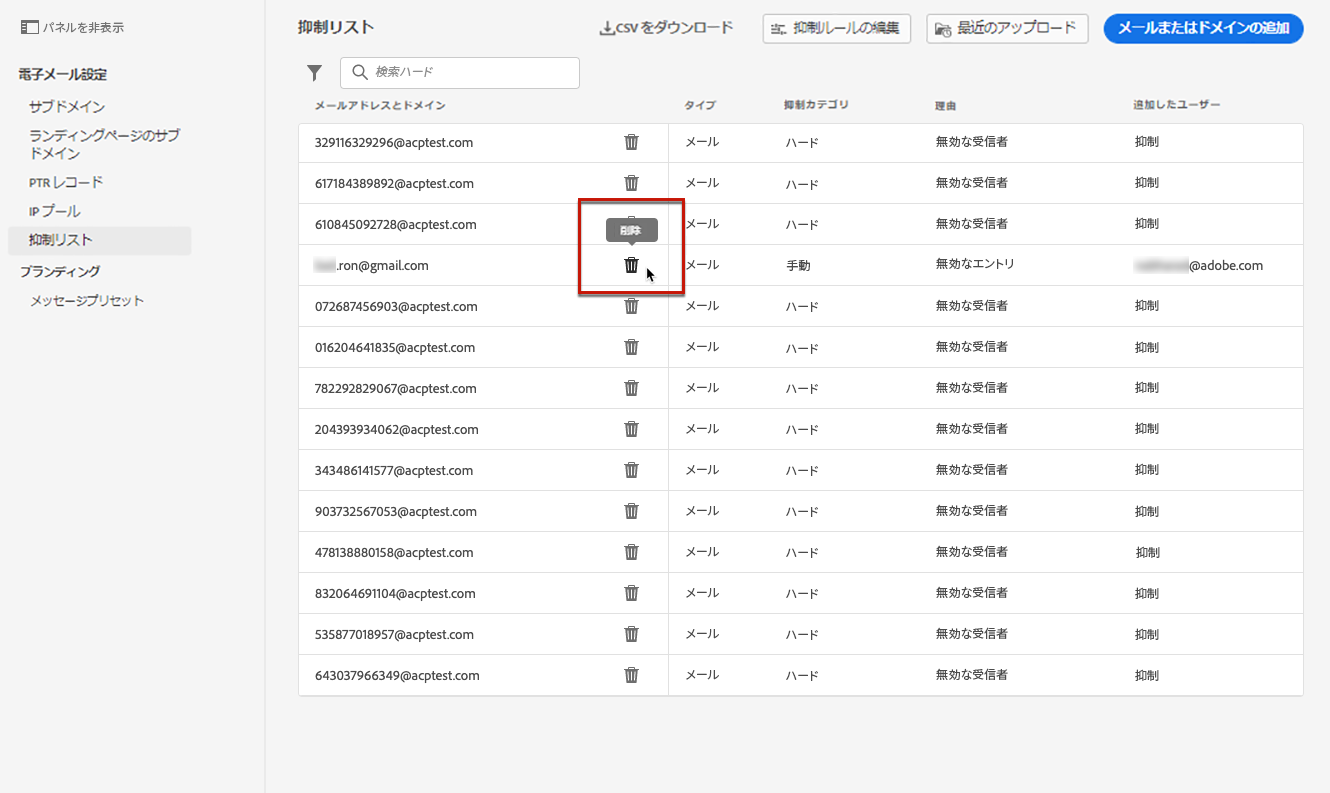 パネルを非表示
電子メール設定
サブドメイン
ランディングページのサブ
ドメイン
PTR レコード
IP プール
抑制リスト
ブランディング
メッセージプリセット
抑制リスト
CSV をダウンロード
抑制ルールの編集
最近のアップロード
メールまたはドメインの追加
検索ハード
メールアドレスとドメイン タイプ 抑制カテゴリ 理由 追加したユーザー
329116329296@acptest.com メール ハード 無効な受信者 抑制
617184389892@acptest.com メール ハード 無効な受信者 抑制
610845092728@acptest.com メール ハード 無効な受信者 抑制
削除
.ron@gmail.com メール 手動 無効なエントリ @adobe.com
072687456903@acptest.com メール ハード 無効な受信者 抑制
016204641835@acptest.com メール ハード 無効な受信者 抑制
782292829067@acptest.com メール ハード 無効な受信者 抑制
204393934062@acptest.com メール ハード 無効な受信者 抑制
343486141577@acptest.com メール ハード 無効な受信者 抑制
903732567053@acptest.com メール ハード 無効な受信者 抑制
478138880158@acptest.com メール ハード 無効な受信者 抑制
832064691104@acptest.com メール ハード 無効な受信者 抑制
535877018957@acptest.com メール ハード 無効な受信者 抑制
643037966349@acptest.com メール ハード 無効な受信者 抑制